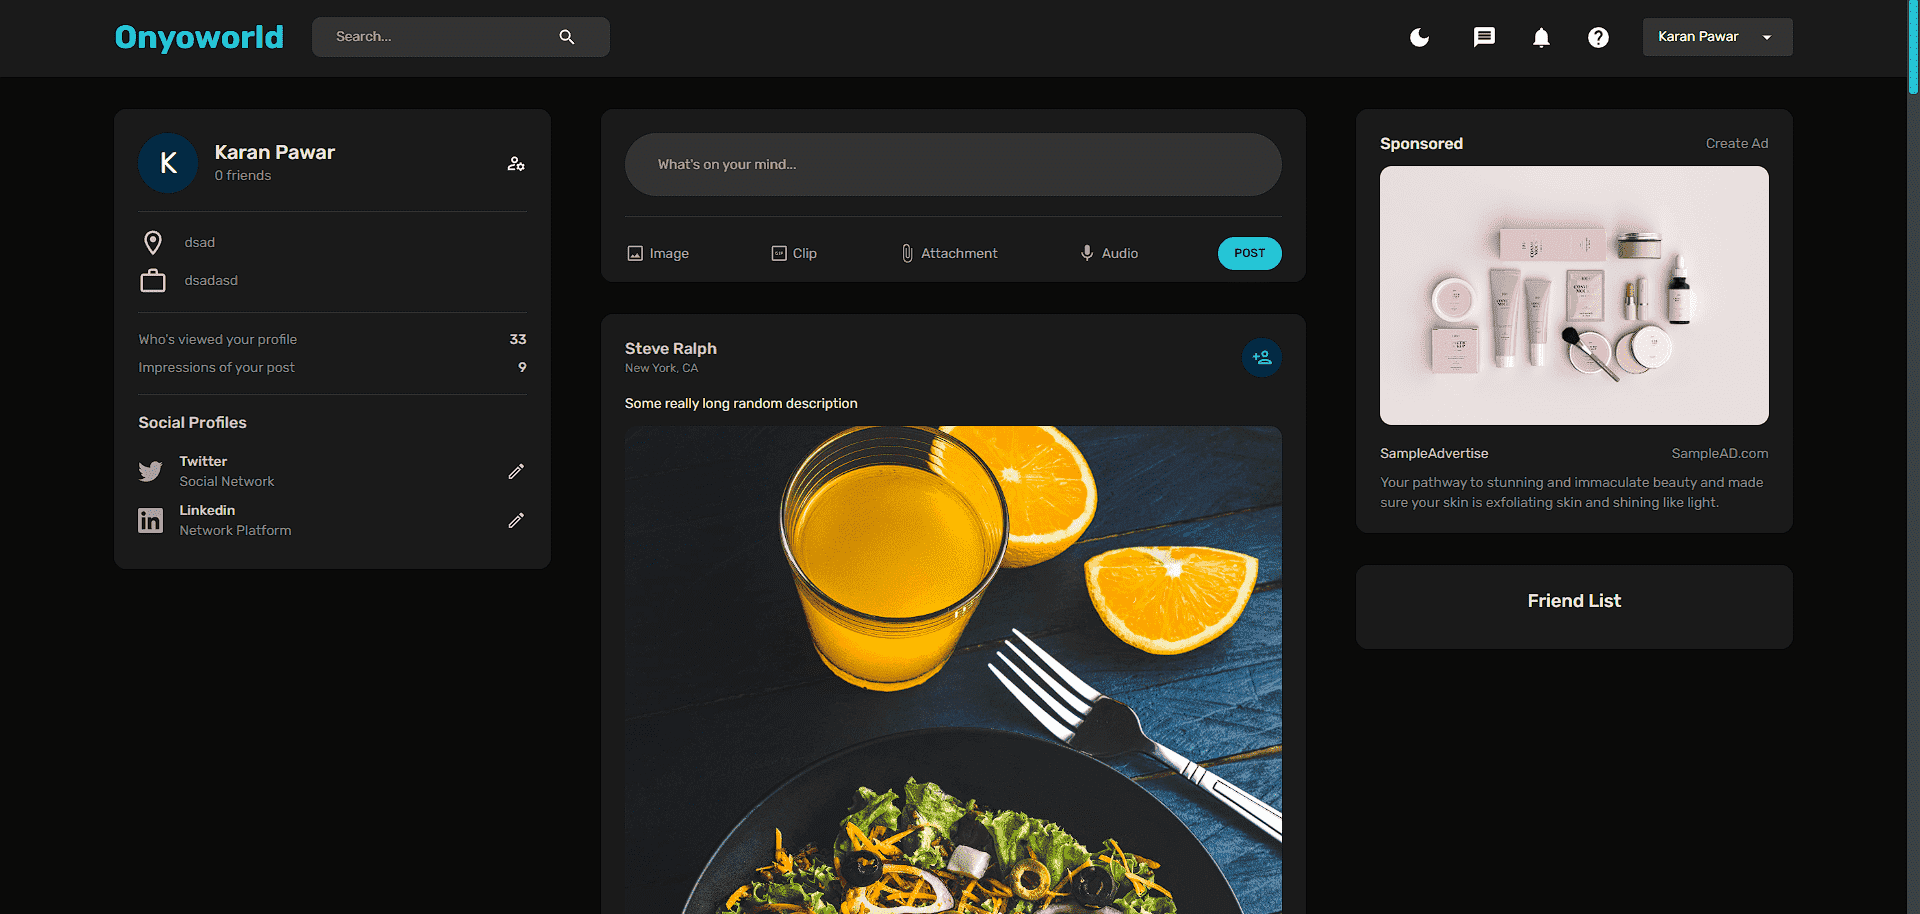 Onyoworld
Search...
Karan Pawar
K
Karan Pawar
0 friends
dsad
dsadasd
Who's viewed your profile 33
Impressions of your post 9
Social Profiles
Twitter
Social Network
Linkedin
Network Platform
What's on your mind...
Image Clip Attachment Audio POST
Steve Ralph
New York, CA
Some really long random description
Sponsored Create Ad
SampleAdvertise SampleAD.com
Your pathway to stunning and immaculate beauty and made
sure your skin is exfoliating skin and shining like light.
Friend List